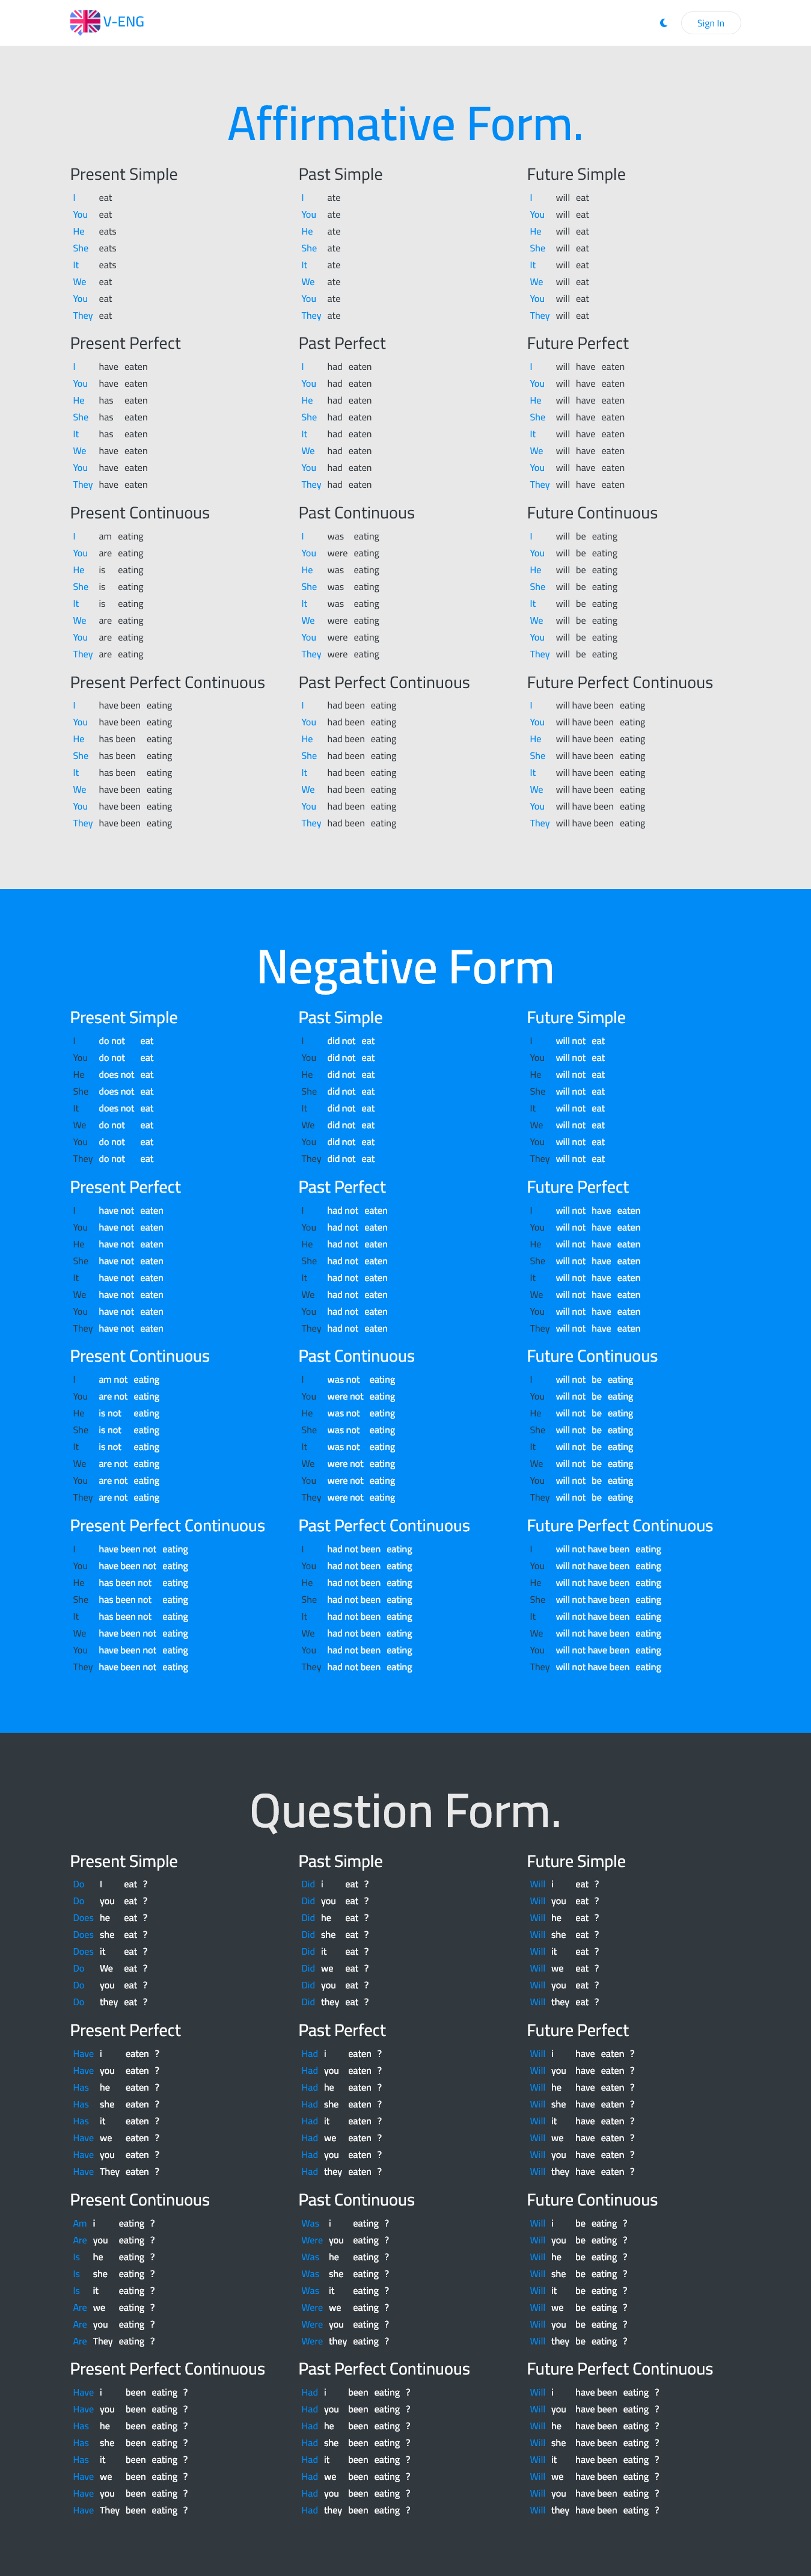 V-ENG
Sign In
Affirmative Form.
Present Simple
I eat
You eat
He eats
She eats
It eats
We eat
You eat
They eat
Past Simple
I ate
You ate
He ate
She ate
It ate
We ate
You ate
They ate
Future Simple
I will eat
You will eat
He will eat
She will eat
It will eat
We will eat
You will eat
They will eat
Present Perfect
I have eaten
You have eaten
He has eaten
She has eaten
It has eaten
We have eaten
You have eaten
They have eaten
Past Perfect
I had eaten
You had eaten
He had eaten
She had eaten
It had eaten
We had eaten
You had eaten
They had eaten
Future Perfect
I will have eaten
You will have eaten
He will have eaten
She will have eaten
It will have eaten
We will have eaten
You will have eaten
They will have eaten
Present Continuous
I am eating
You are eating
He is eating
She is eating
It is eating
We are eating
You are eating
They are eating
Past Continuous
I was eating
You were eating
He was eating
She was eating
It was eating
We were eating
You were eating
They were eating
Future Continuous
I will be eating
You will be eating
He will be eating
She will be eating
It will be eating
We will be eating
You will be eating
They will be eating
Present Perfect Continuous
I have been eating
You have been eating
He has been eating
She has been eating
It has been eating
We have been eating
You have been eating
They have been eating
Past Perfect Continuous
I had been eating
You had been eating
He had been eating
She had been eating
It had been eating
We had been eating
You had been eating
They had been eating
Future Perfect Continuous
I will have been eating
You will have been eating
He will have been eating
She will have been eating
It will have been eating
We will have been eating
You will have been eating
They will have been eating
Negative Form
Present Simple
I do not eat
You do not eat
He does not eat
She does not eat
It does not eat
We do not eat
You do not eat
They do not eat
Past Simple
I did not eat
You did not eat
He did not eat
She did not eat
It did not eat
We did not eat
You did not eat
They did not eat
Future Simple
I will not eat
You will not eat
He will not eat
She will not eat
It will not eat
We will not eat
You will not eat
They will not eat
Present Perfect
I have not eaten
You have not eaten
He have not eaten
She have not eaten
It have not eaten
We have not eaten
You have not eaten
They have not eaten
Past Perfect
I had not eaten
You had not eaten
He had not eaten
She had not eaten
It had not eaten
We had not eaten
You had not eaten
They had not eaten
Future Perfect
I will not have eaten
You will not have eaten
He will not have eaten
She will not have eaten
It will not have eaten
We will not have eaten
You will not have eaten
They will not have eaten
Present Continuous
I am not eating
You are not eating
He is not eating
She is not eating
It is not eating
We are not eating
You are not eating
They are not eating
Past Continuous
I was not eating
You were not eating
He was not eating
She was not eating
It was not eating
We were not eating
You were not eating
They were not eating
Future Continuous
I will not be eating
You will not be eating
He will not be eating
She will not be eating
It will not be eating
We will not be eating
You will not be eating
They will not be eating
Present Perfect Continuous
I have been not eating
You have been not eating
He has been not eating
She has been not eating
It has been not eating
We have been not eating
You have been not eating
They have been not eating
Past Perfect Continuous
I had not been eating
You had not been eating
He had not been eating
She had not been eating
It had not been eating
We had not been eating
You had not been eating
They had not been eating
Future Perfect Continuous
I will not have been eating
You will not have been eating
He will not have been eating
She will not have been eating
It will not have been eating
We will not have been eating
You will not have been eating
They will not have been eating
Question Form.
Present Simple
Do I eat ?
Do you eat ?
Does he eat ?
Does she eat ?
Does it eat ?
Do We eat ?
Do you eat ?
Do they eat ?
Past Simple
Did i eat ?
Did you eat ?
Did he eat ?
Did she eat ?
Did it eat ?
Did we eat ?
Did you eat ?
Did they eat ?
Future Simple
Will i eat ?
Will you eat ?
Will he eat ?
Will she eat ?
Will it eat ?
Will we eat ?
Will you eat ?
Will they eat ?
Present Perfect
Have i eaten ?
Have you eaten ?
Has he eaten ?
Has she eaten ?
Has it eaten ?
Have we eaten ?
Have you eaten ?
Have They eaten ?
Past Perfect
Had i eaten ?
Had you eaten ?
Had he eaten ?
Had she eaten ?
Had it eaten ?
Had we eaten ?
Had you eaten ?
Had they eaten ?
Future Perfect
Will i have eaten ?
Will you have eaten ?
Will he have eaten ?
Will she have eaten ?
Will it have eaten ?
Will we have eaten ?
Will you have eaten ?
Will they have eaten ?
Present Continuous
Am i eating ?
Are you eating ?
Is he eating ?
Is she eating ?
Is it eating ?
Are we eating ?
Are you eating ?
Are They eating ?
Past Continuous
Was i eating ?
Were you eating ?
Was he eating ?
Was she eating ?
Was it eating ?
Were we eating ?
Were you eating ?
Were they eating ?
Future Continuous
Will i be eating ?
Will you be eating ?
Will he be eating ?
Will she be eating ?
Will it be eating ?
Will we be eating ?
Will you be eating ?
Will they be eating ?
Present Perfect Continuous
Have i been eating ?
Have you been eating ?
Has he been eating ?
Has she been eating ?
Has it been eating ?
Have we been eating ?
Have you been eating ?
Have They been eating ?
Past Perfect Continuous
Had i been eating ?
Had you been eating ?
Had he been eating ?
Had she been eating ?
Had it been eating ?
Had we been eating ?
Had you been eating ?
Had they been eating ?
Future Perfect Continuous
Will i have been eating ?
Will you have been eating ?
Will he have been eating ?
Will she have been eating ?
Will it have been eating ?
Will we have been eating ?
Will you have been eating ?
Will they have been eating ?